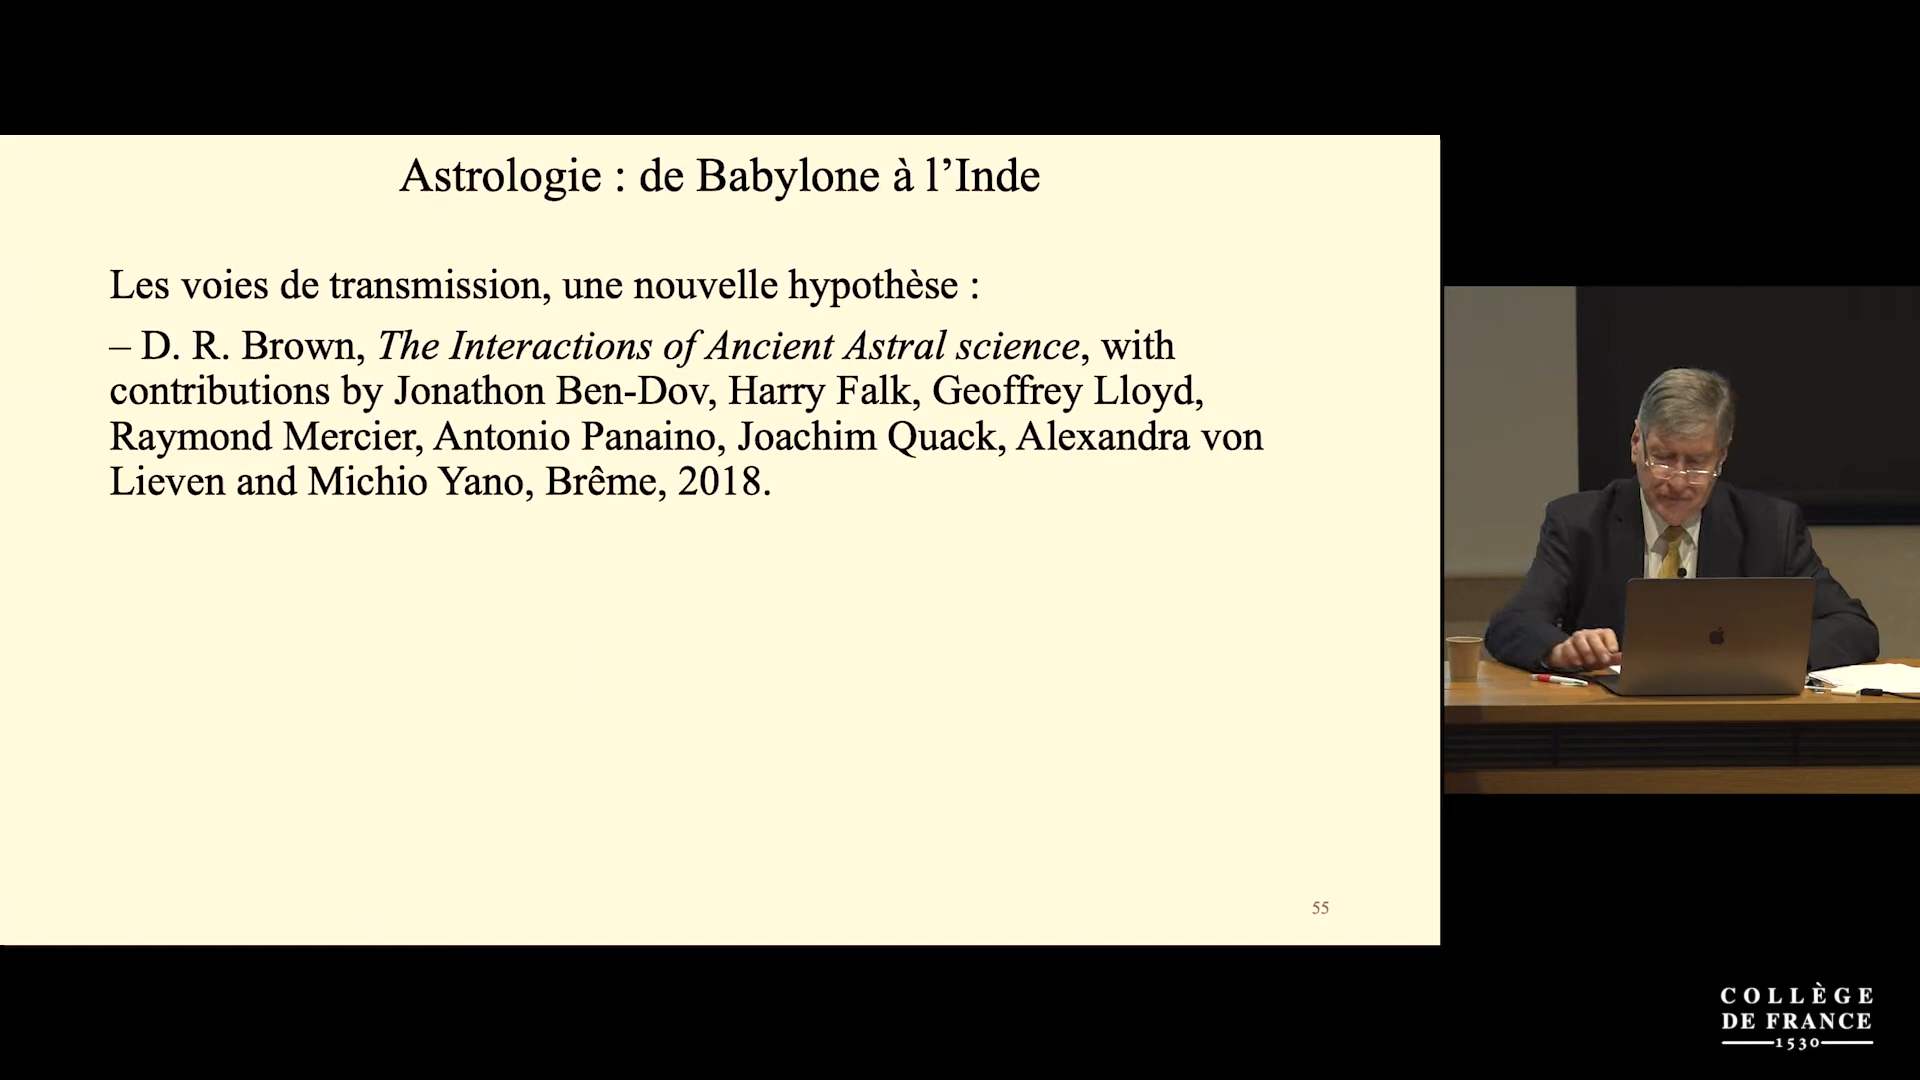 Astrologie : de Babylone à l’Inde
Les voies de transmission, une nouvelle hypothèse :
– D. R. Brown, The Interactions of Ancient Astral science, with
contributions by Jonathon Ben-Dov, Harry Falk, Geoffrey Lloyd,
Raymond Mercier, Antonio Panaino, Joachim Quack, Alexandra von
Lieven and Michio Yano, Brême, 2018.
55
COLLÈGE
DE FRANCE
1530